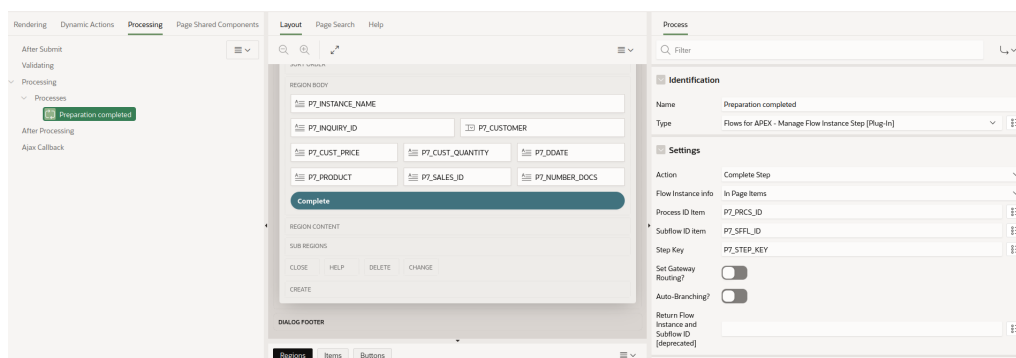 Rendering Dynamic Actions Processing Page Shared Components
After Submit
Validating
Processing
Processes
Preparation completed
After Processing
Ajax Callback
Layout Page Search Help
SORT ORDER
REGION BODY
P7_INSTANCE_NAME
P7_INQUIRY_ID P7_CUSTOMER
P7_CUST_PRICE P7_CUST_QUANTITY P7_DDATE
P7_PRODUCT P7_SALES_ID P7_NUMBER_DOCS
Complete
REGION CONTENT
SUB REGIONS
CLOSE HELP DELETE CHANGE
CREATE
DIALOG FOOTER
Regions Items Buttons
Process
Filter
Identification
Name Preparation completed
Type Flows for APEX - Manage Flow Instance Step [Plug-In]
Settings
Action Complete Step
Flow Instance info In Page Items
Process ID Item P7_PRCS_ID
Subflow ID item P7_SFFL_ID
Step Key P7_STEP_KEY
Set Gateway
Routing?
Auto-Branching?
Return Flow
Instance and
Subflow ID
[deprecated]